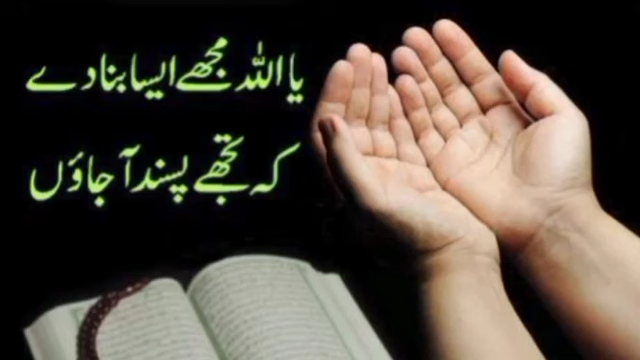 یا اللہ مجھے ایسا بنا دے
کہ تجھے پسند آ جاؤں